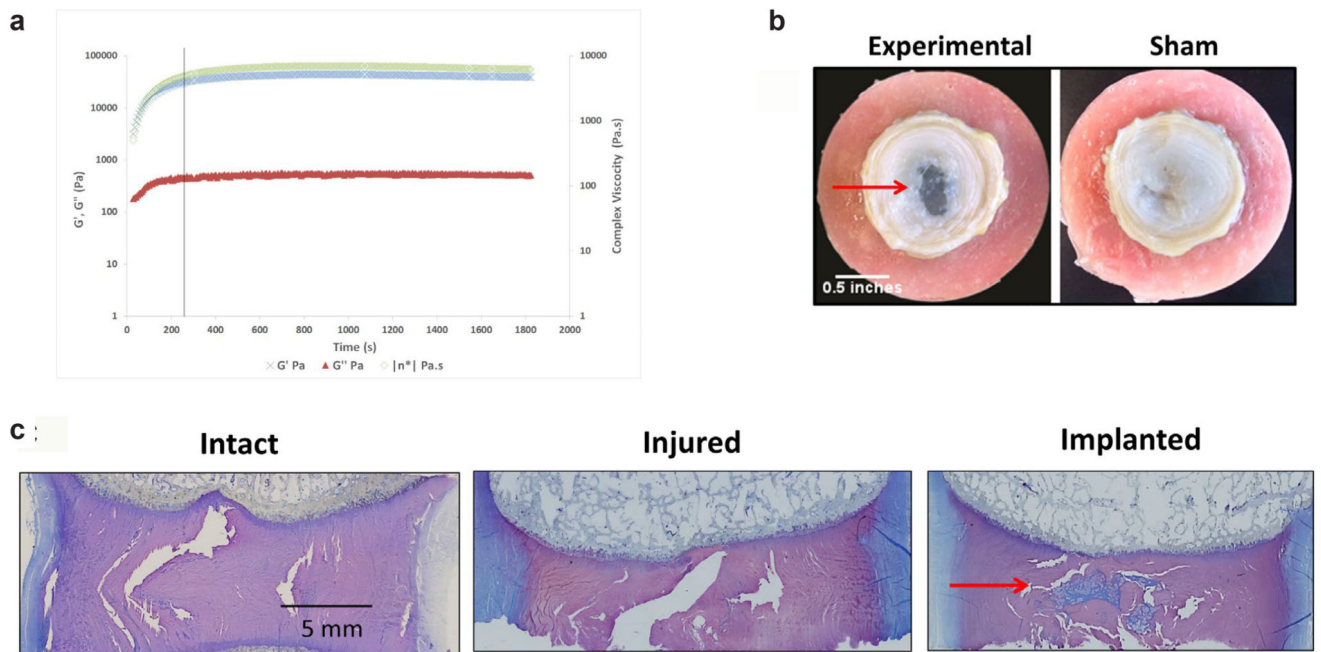 a
100000
10000
1000
100
10
1
G', G'' (Pa)
10000
1000
100
10
1
Complex Viscocity (Pa.s)
0 200 400 600 800 1000 1200 1400 1600 1800 2000
Time (s)
G' Pa G'' Pa |n*| Pa.s
b
Experimental Sham
0.5 inches
c :
Intact Injured Implanted
5 mm